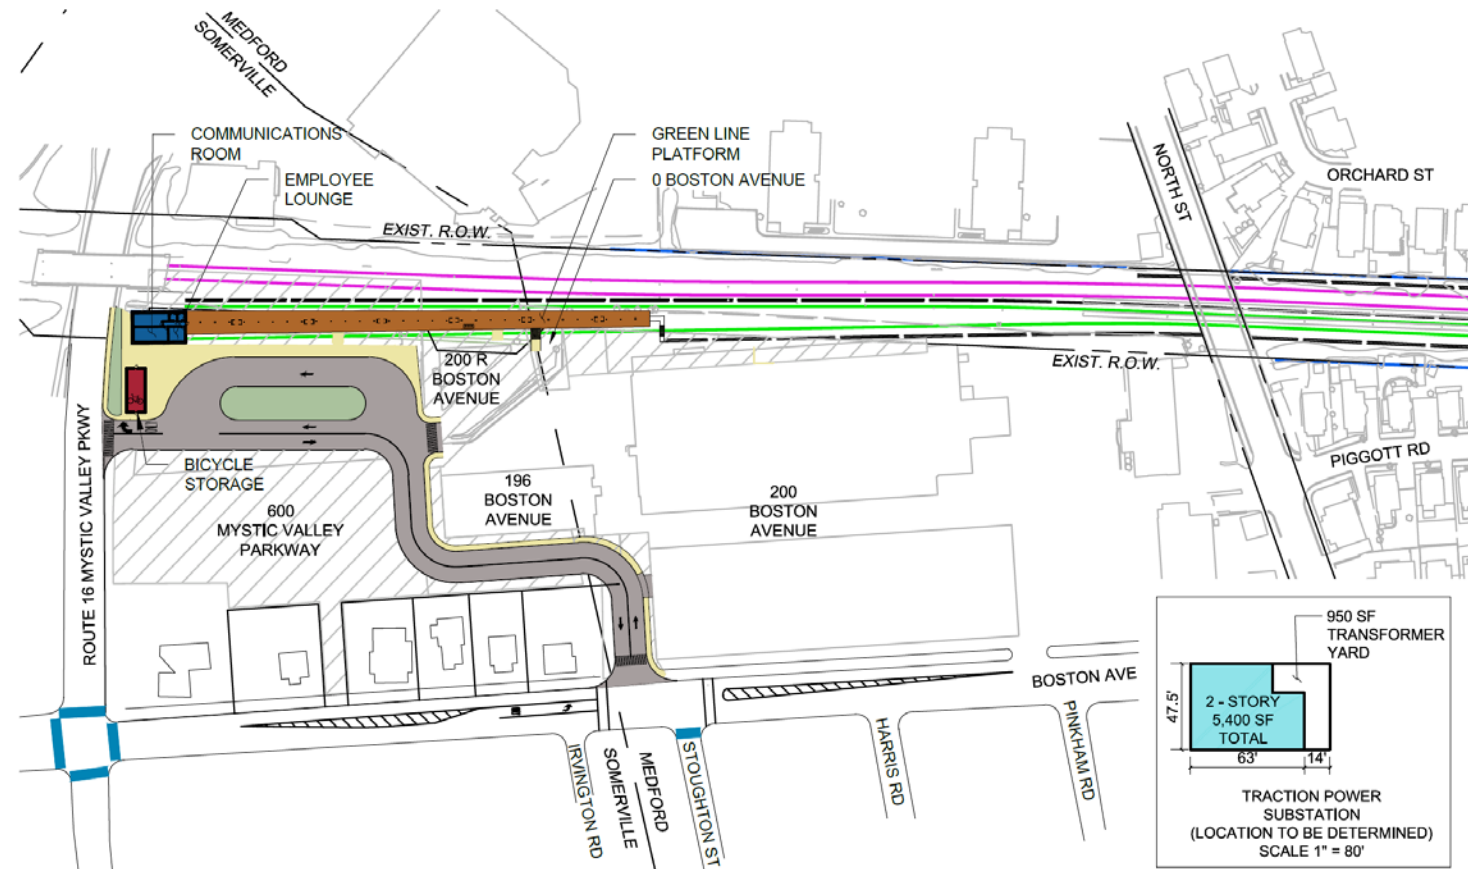 MEDFORD
SOMERVILLE
COMMUNICATIONS
ROOM
EMPLOYEE
LOUNGE
GREEN LINE
PLATFORM
0 BOSTON AVENUE
NORTH ST
ORCHARD ST
EXIST. R.O.W.
EXIST. R.O.W.
200 R
BOSTON
AVENUE
PIGGOTT RD
BICYCLE
STORAGE
ROUTE 16 MYSTIC VALLEY PKWY
600
MYSTIC VALLEY
PARKWAY
196
BOSTON
AVENUE
200
BOSTON
AVENUE
BOSTON AVE
IRVINGTON RD
SOMERVILLE
MEDFORD
STOUGHTON ST
HARRIS RD
PINKHAM RD
950 SF
TRANSFORMER
YARD
47.5'
2 - STORY
5,400 SF
TOTAL
63'
14'
TRACTION POWER
SUBSTATION
(LOCATION TO BE DETERMINED)
SCALE 1" = 80'